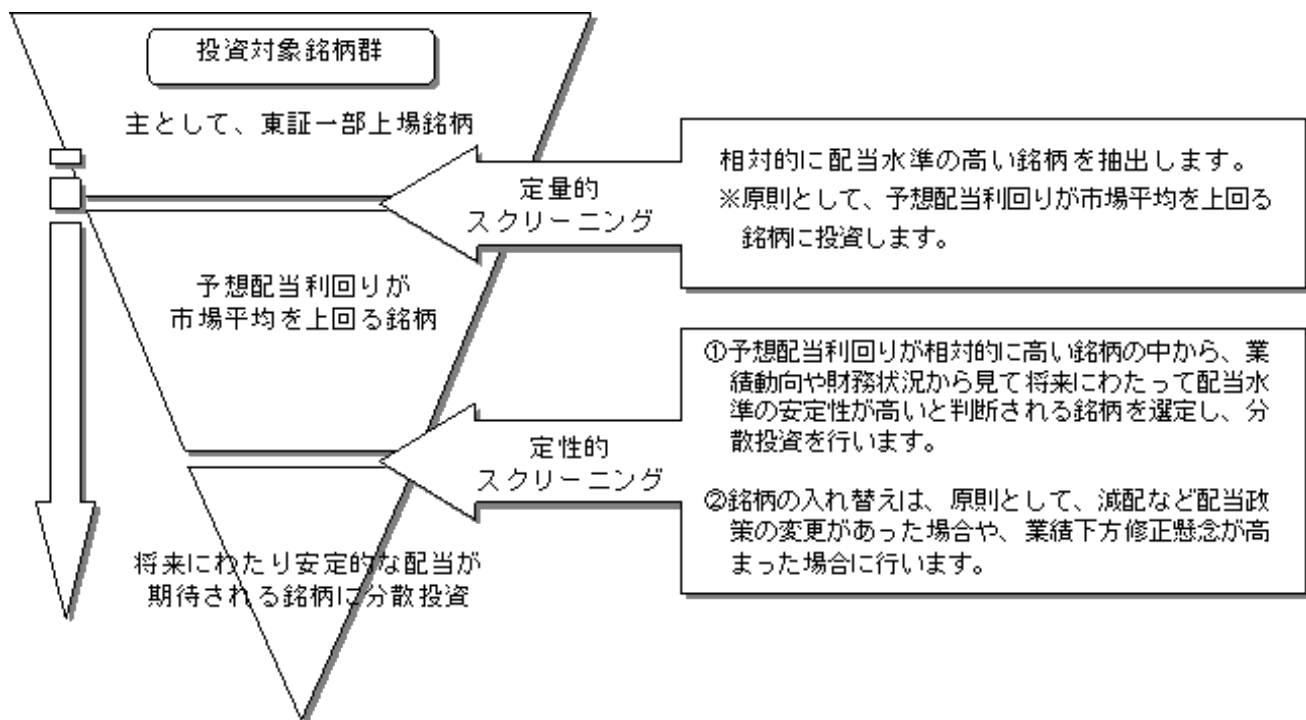 投資対象銘柄群
主として、東証一部上場銘柄
定量的
スクリーニング
相対的に配当水準の高い銘柄を抽出します。
※原則として、予想配当利回りが市場平均を上回る
銘柄に投資します。
予想配当利回りが
市場平均を上回る銘柄
定性的
スクリーニング
①予想配当利回りが相対的に高い銘柄の中から、業
績動向や財務状況から見て将来にわたって配当水
準の安定性が高いと判断される銘柄を選定し、分
散投資を行います。
②銘柄の入れ替えは、原則として、減配など配当政
策の変更があった場合や、業績下方修正懸念が高
まった場合に行います。
将来にわたり安定的な配当が
期待される銘柄に分散投資